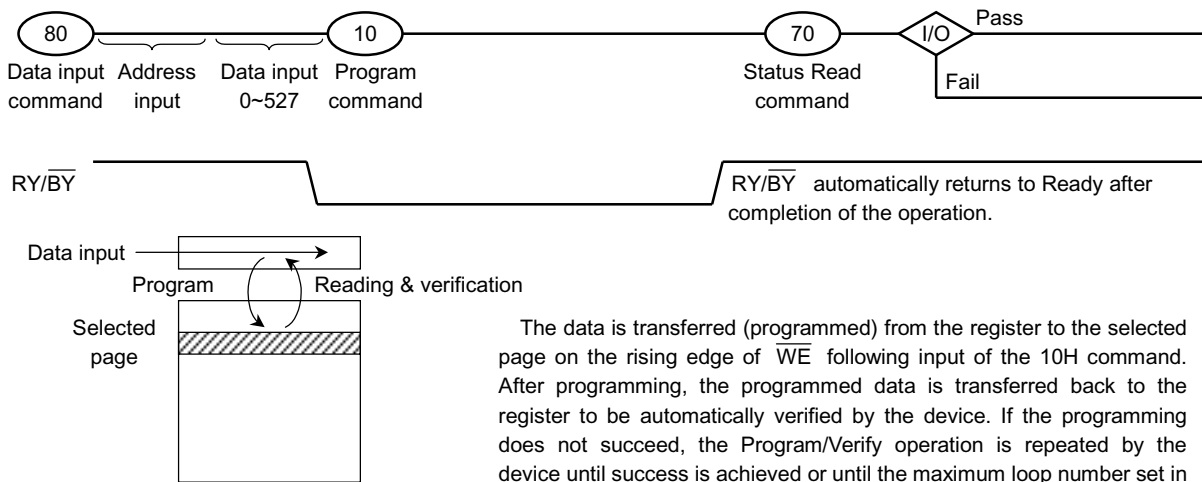 80
10
70
I/O
Pass
Fail
Data input command
Address input
Data input 0~527
Program command
Status Read command
RY/B̅Y̅
RY/B̅Y̅ automatically returns to Ready after
completion of the operation.
Data input
Program
Reading & verification
Selected
page
The data is transferred (programmed) from the register to the selected
page on the rising edge of W̅E̅ following input of the 10H command.
After programming, the programmed data is transferred back to the
register to be automatically verified by the device. If the programming
does not succeed, the Program/Verify operation is repeated by the
device until success is achieved or until the maximum loop number set in